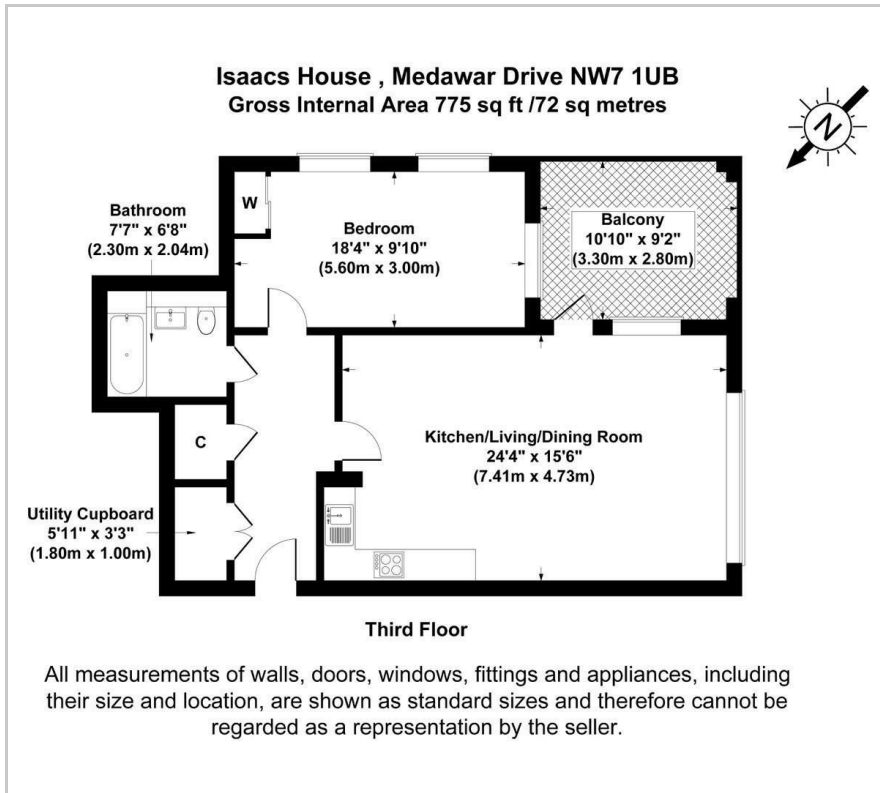 Isaacs House , Medawar Drive NW7 1UB
Gross Internal Area 775 sq ft /72 sq metres
N
Bathroom
7'7" x 6'8"
(2.30m x 2.04m)
W
Bedroom
18'4" x 9'10"
(5.60m x 3.00m)
Balcony
10'10" x 9'2"
(3.30m x 2.80m)
C
Kitchen/Living/Dining Room
24'4" x 15'6"
(7.41m x 4.73m)
Utility Cupboard
5'11" x 3'3"
(1.80m x 1.00m)
Third Floor
All measurements of walls, doors, windows, fittings and appliances, including
their size and location, are shown as standard sizes and therefore cannot be
regarded as a representation by the seller.